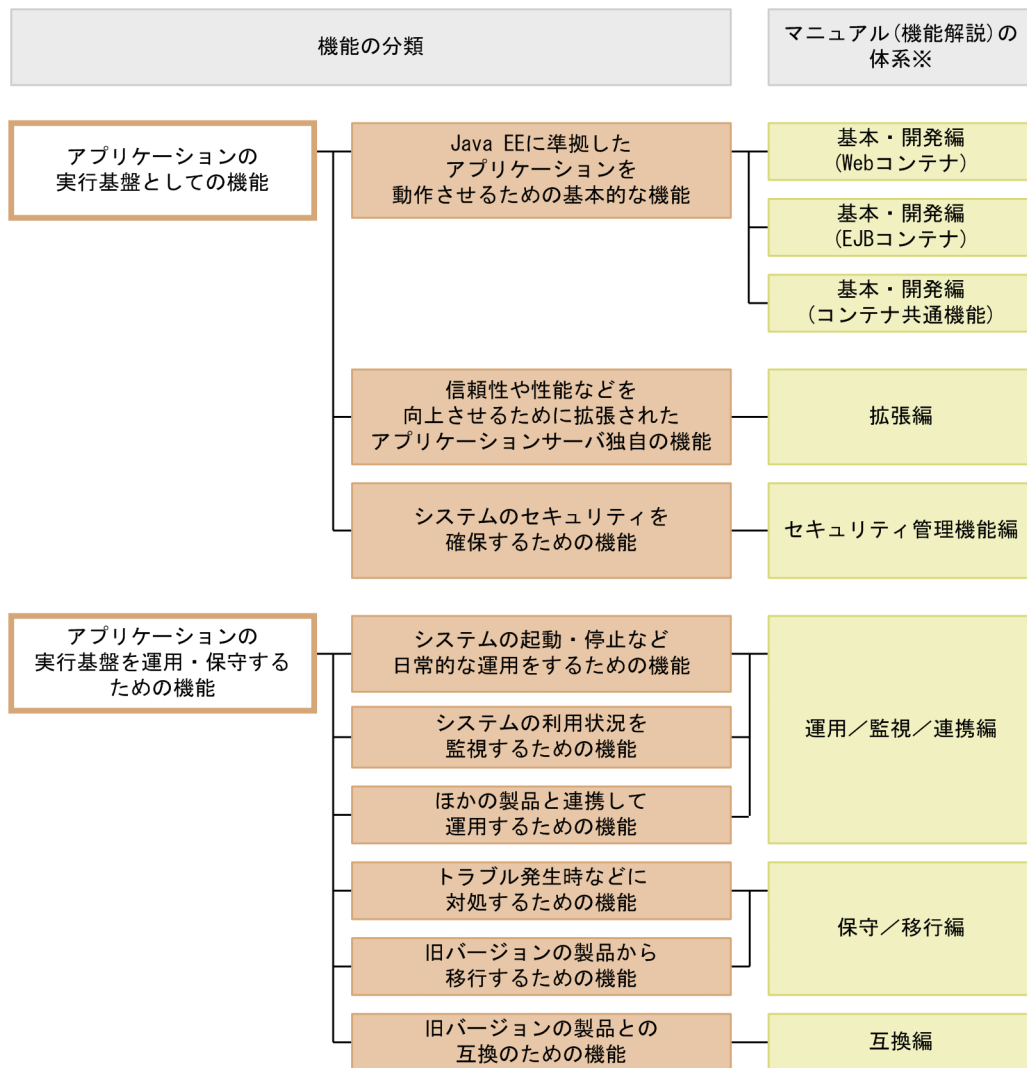 機能の分類
マニュアル(機能解説)の
体系※
アプリケーションの
実行基盤としての機能
Java EEに準拠した
アプリケーションを
動作させるための基本的な機能
基本・開発編
(Webコンテナ)
基本・開発編
(EJBコンテナ)
基本・開発編
(コンテナ共通機能)
信頼性や性能などを
向上させるために拡張された
アプリケーションサーバ独自の機能
拡張編
システムのセキュリティを
確保するための機能
セキュリティ管理機能編
アプリケーションの
実行基盤を運用・保守する
ための機能
システムの起動・停止など
日常的な運用をするための機能
システムの利用状況を
監視するための機能
ほかの製品と連携して
運用するための機能
運用／監視／連携編
トラブル発生時などに
対処するための機能
旧バージョンの製品から
移行するための機能
保守／移行編
旧バージョンの製品との
互換のための機能
互換編